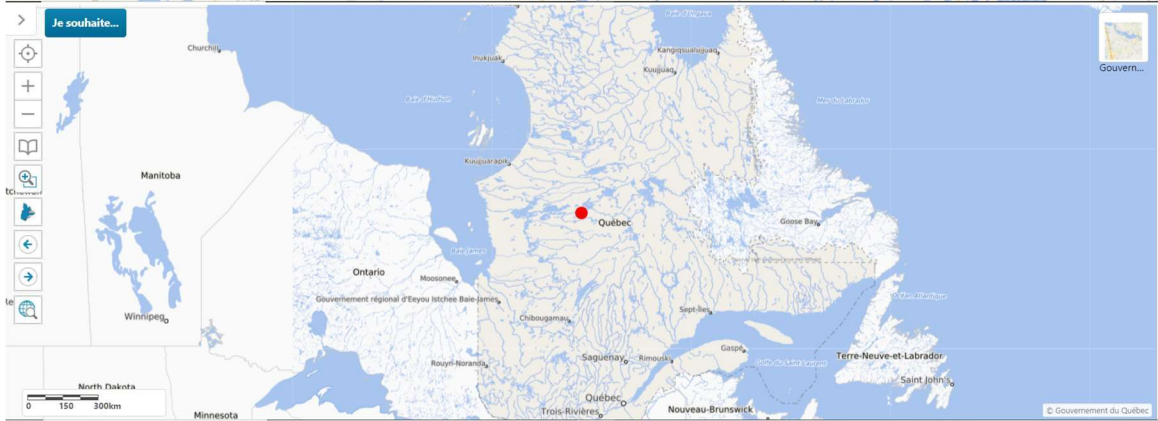 Je souhaite...
Baie d'Ungava
Churchill
Inukjuak
Kangiqsualujjuaq
Kuujjuaq
Gouvern...
Baie d'Hudson
Mer du Labrador
Kuujjuarapik
Manitoba
Québec
Goose Bay
Baie James
Ontario
Moosonee
Gouvernement régional d'Eeyou Istchee Baie-James
Océan Atlantique
Winnipeg
Chibougamau
Sept-Îles
Gaspé
Saguenay
Rimouski
Terre-Neuve-et-Labrador
Rouyn-Noranda
Golfe du Saint-Laurent
Saint John's
North Dakota
Québec
0 150 300km
Minnesota
Trois-Rivières
Nouveau-Brunswick
© Gouvernement du Québec